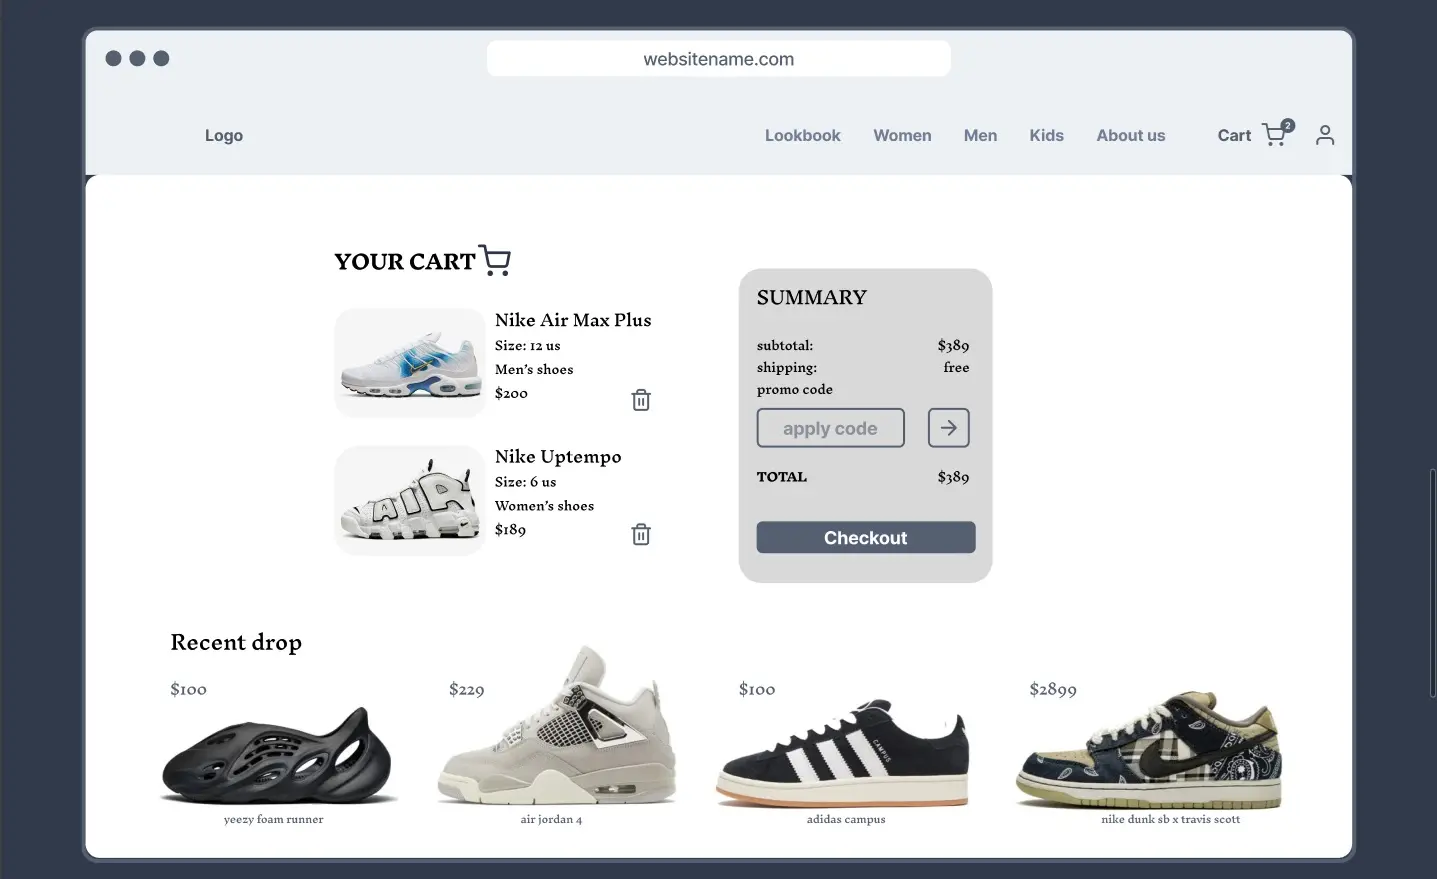 websitename.com
Logo
Lookbook Women Men Kids About us Cart 2
YOUR CART
Nike Air Max Plus
Size: 12 us
Men's shoes
$200
AIR
Nike Uptempo
Size: 6 us
Women's shoes
$189
SUMMARY
subtotal: $389
shipping: free
promo code
apply code
TOTAL $389
Checkout
Recent drop
$100
yeezy foam runner
$229
air jordan 4
$100
CAMPUS
adidas campus
$2899
nike dunk sb x travis scott